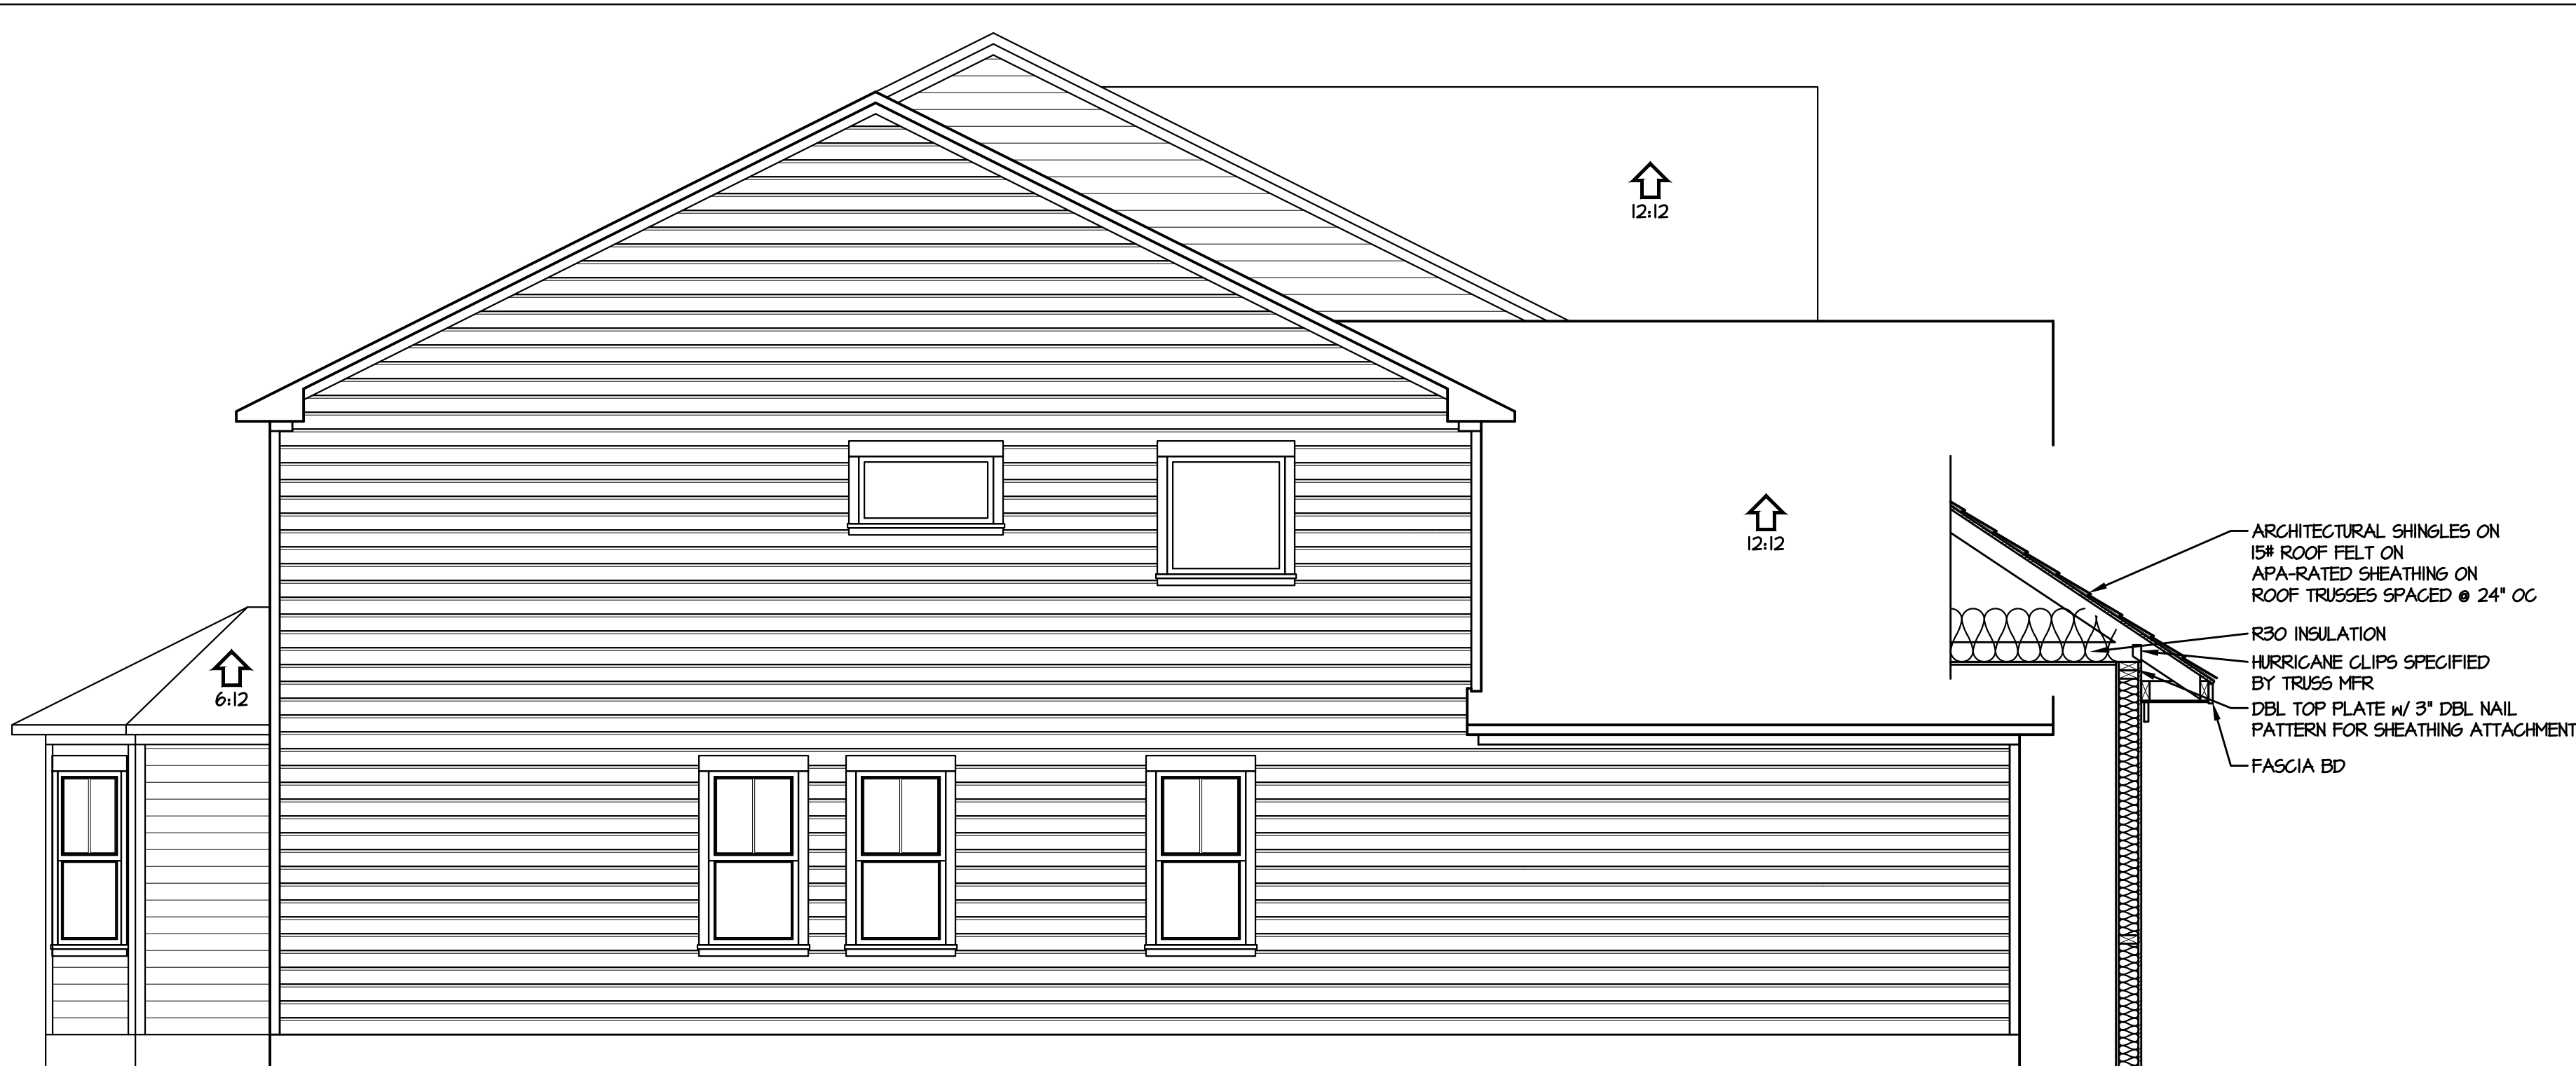 12:12
12:12
6:12
ARCHITECTURAL SHINGLES ON
15# ROOF FELT ON
APA-RATED SHEATHING ON
ROOF TRUSSES SPACED @ 24" OC
R30 INSULATION
HURRICANE CLIPS SPECIFIED
BY TRUSS MFR
DBL TOP PLATE w/ 3" DBL NAIL
PATTERN FOR SHEATHING ATTACHMENT
FASCIA BD